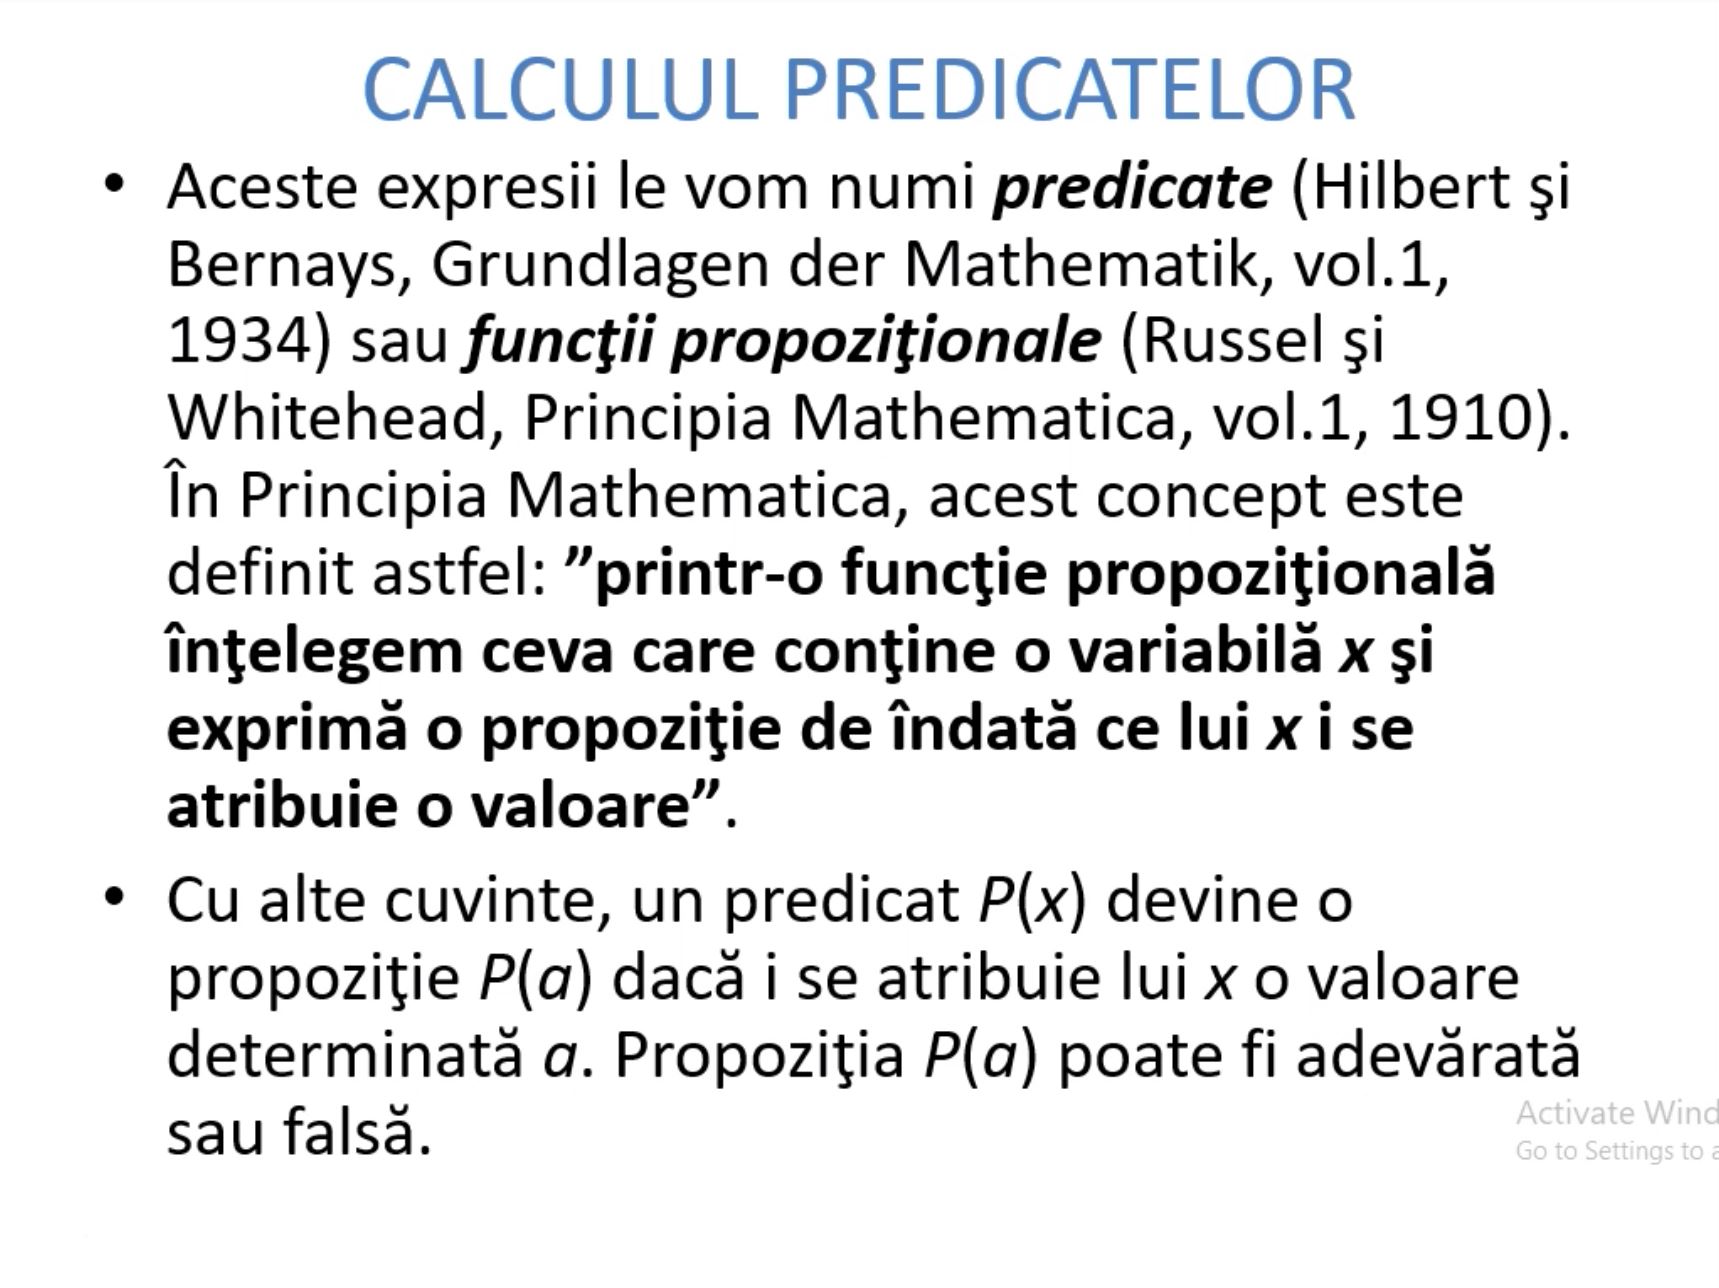 CALCULUL PREDICATELOR
• Aceste expresii le vom numi predicate (Hilbert şi
Bernays, Grundlagen der Mathematik, vol.1,
1934) sau funcţii propoziţionale (Russel şi
Whitehead, Principia Mathematica, vol.1, 1910).
În Principia Mathematica, acest concept este
definit astfel: ”printr-o funcţie propoziţională
înţelegem ceva care conţine o variabilă x şi
exprimă o propoziţie de îndată ce lui x i se
atribuie o valoare”.
• Cu alte cuvinte, un predicat P(x) devine o
propoziţie P(a) dacă i se atribuie lui x o valoare
determinată a. Propoziţia P(a) poate fi adevărată
sau falsă.
Activate Wind
Go to Settings to a